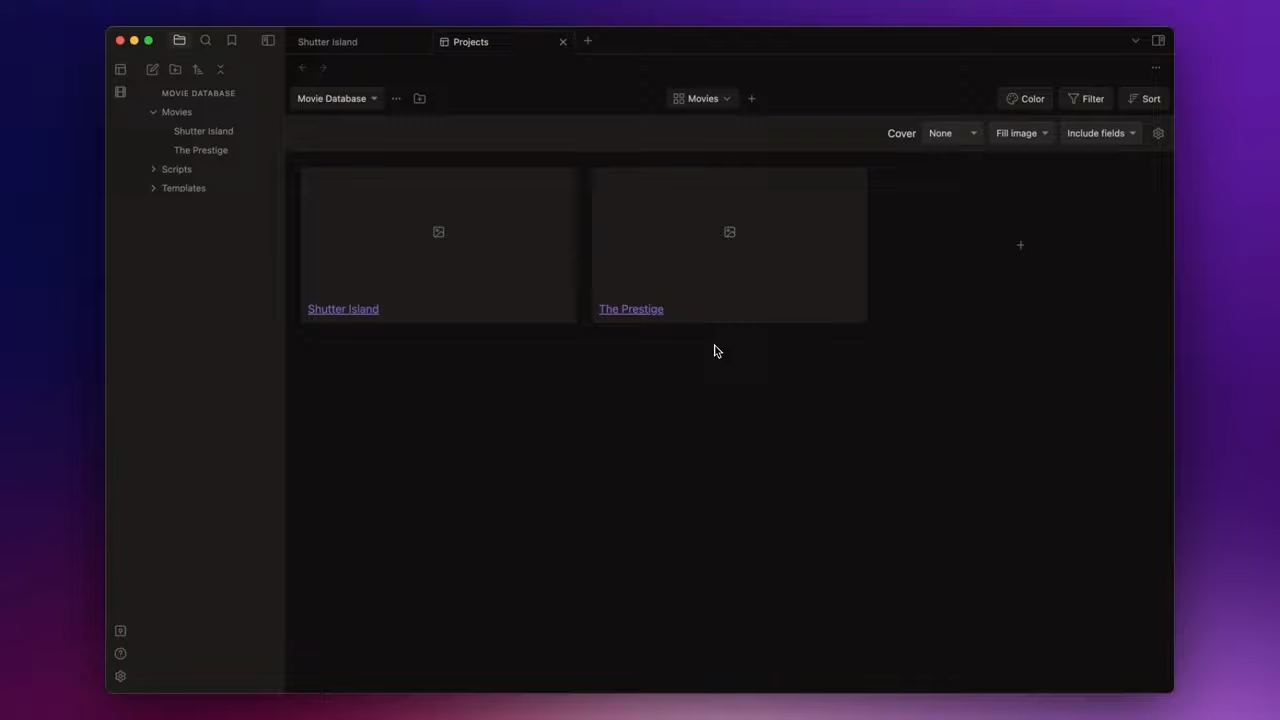 Shutter Island
Projects
MOVIE DATABASE
Movies
Shutter Island
The Prestige
Scripts
Templates
Movie Database
Movies
Color
Filter
Sort
Cover
None
Fill image
Include fields
Shutter Island
The Prestige